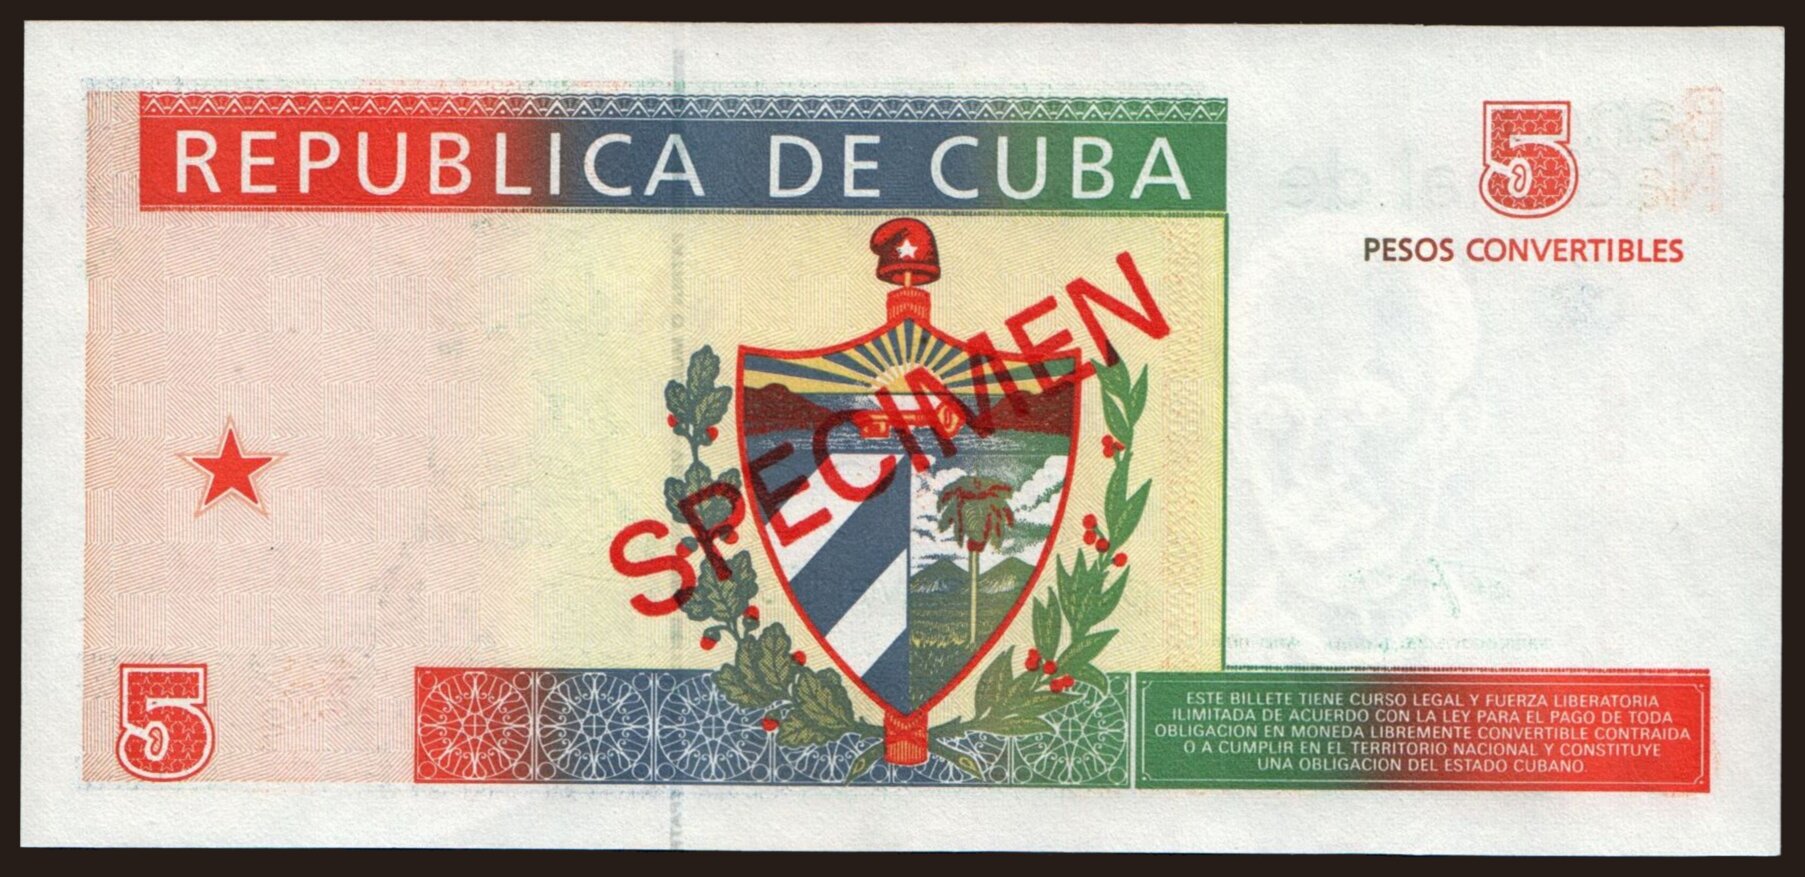 REPUBLICA DE CUBA
5
PESOS CONVERTIBLES
SPECIMEN
5
ESTE BILLETE TIENE CURSO LEGAL Y FUERZA LIBERATORIA
ILIMITADA DE ACUERDO CON LA LEY PARA EL PAGO DE TODA
OBLIGACION EN MONEDA LIBREMENTE CONVERTIBLE CONTRAIDA
O A CUMPLIR EN EL TERRITORIO NACIONAL Y CONSTITUYE
UNA OBLIGACION DEL ESTADO CUBANO.